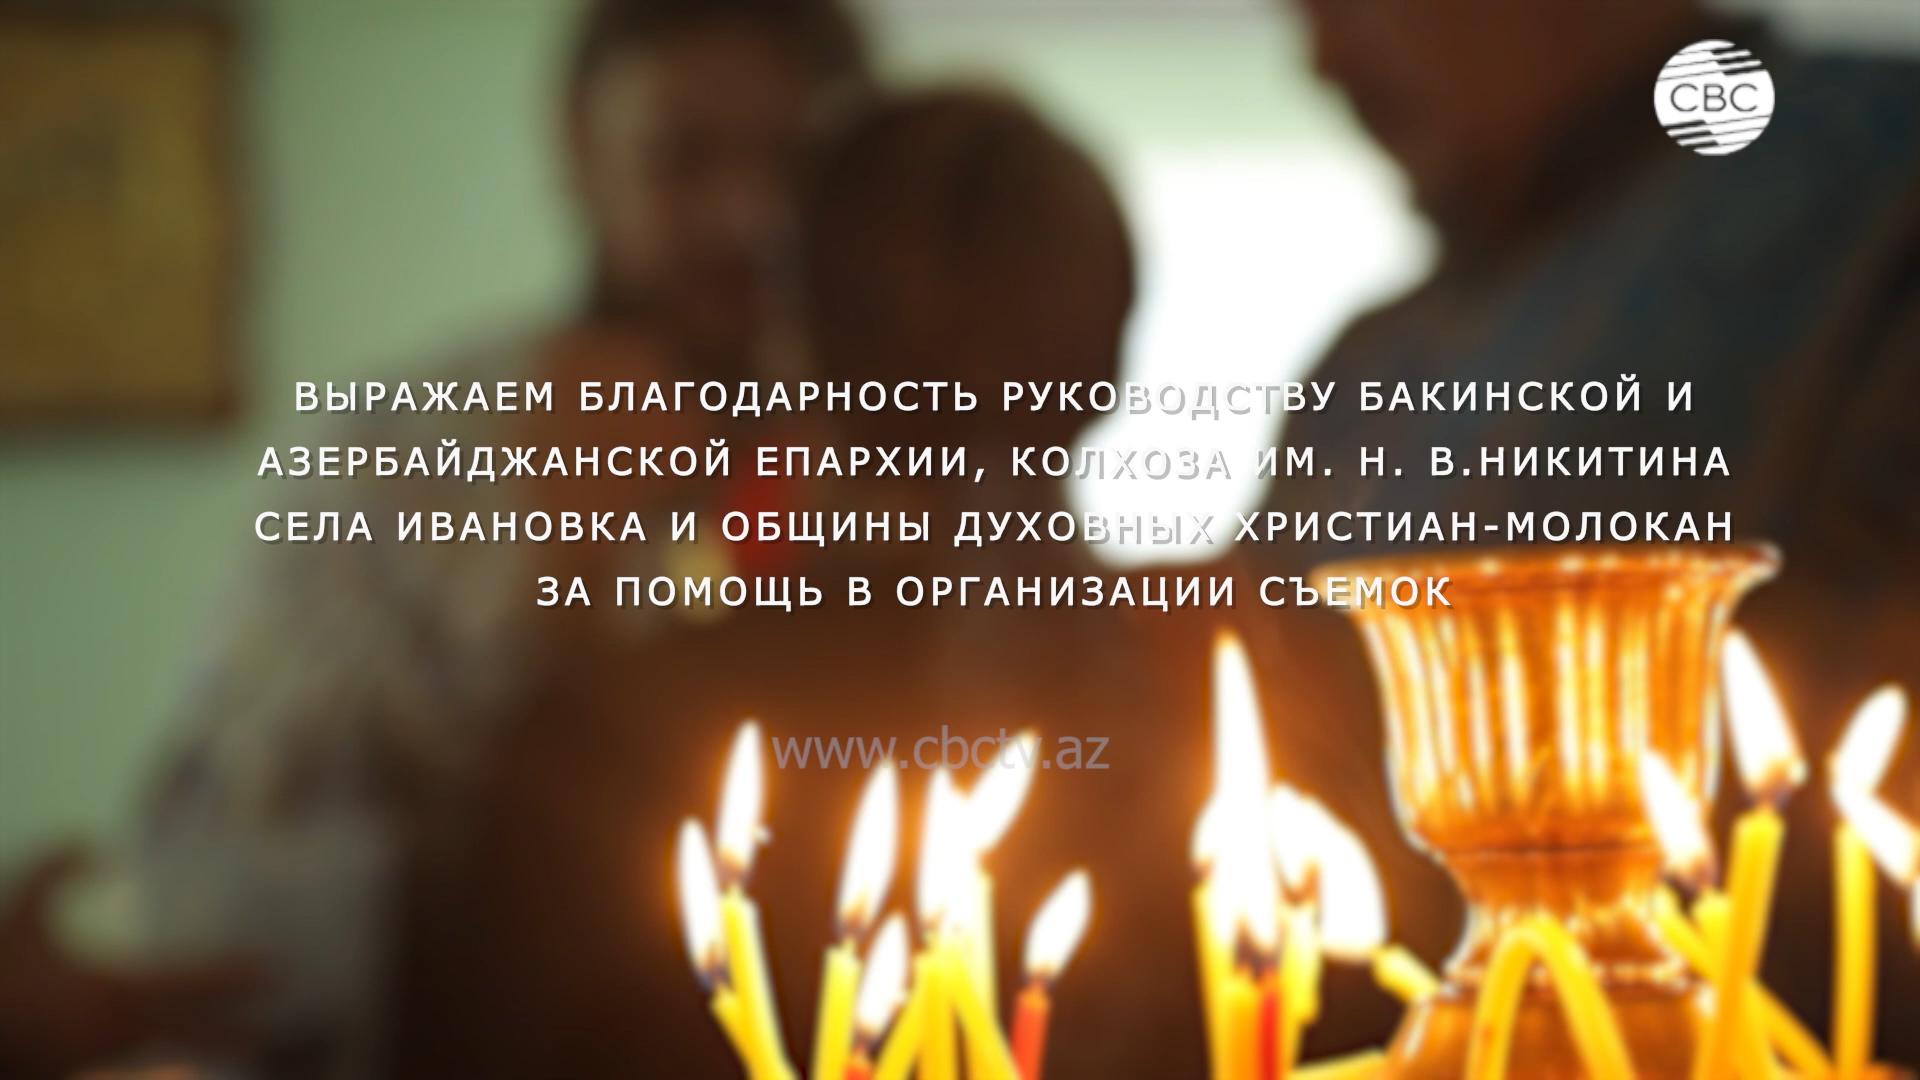 CBC
ВЫРАЖАЕМ БЛАГОДАРНОСТЬ РУКОВОДСТВУ БАКИНСКОЙ И
АЗЕРБАЙДЖАНСКОЙ ЕПАРХИИ, КОЛХОЗА ИМ. Н. В.НИКИТИНА
СЕЛА ИВАНОВКА И ОБЩИНЫ ДУХОВНЫХ ХРИСТИАН-МОЛОКАН
ЗА ПОМОЩЬ В ОРГАНИЗАЦИИ СЪЕМОК
www.cbctv.az